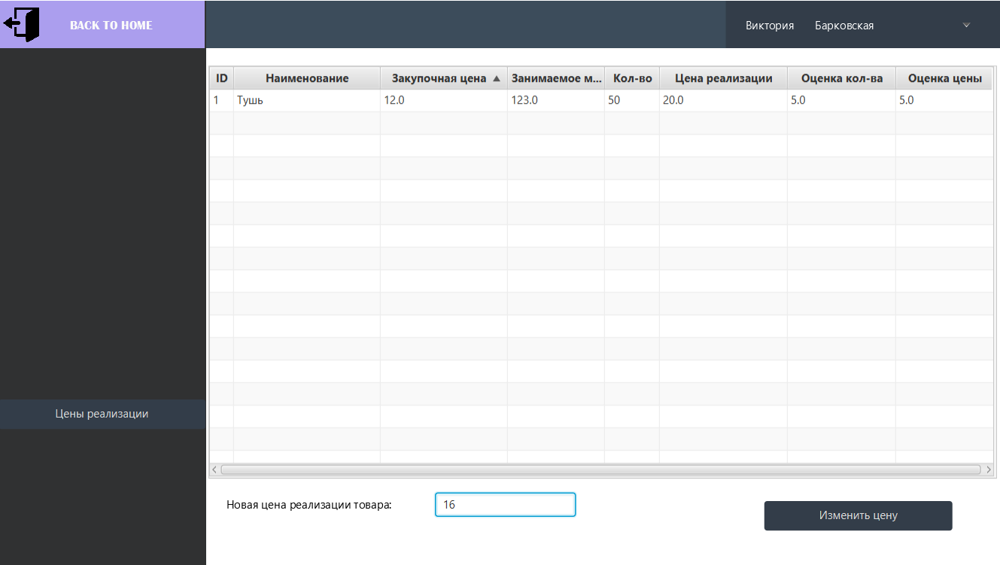 BACK TO HOME
Виктория Барковская
ID Наименование Закупочная цена Занимаемое м... Кол-во Цена реализации Оценка кол-ва Оценка цены
1 Тушь 12.0 123.0 50 20.0 5.0 5.0
Цены реализации
Новая цена реализации товара: 16
Изменить цену